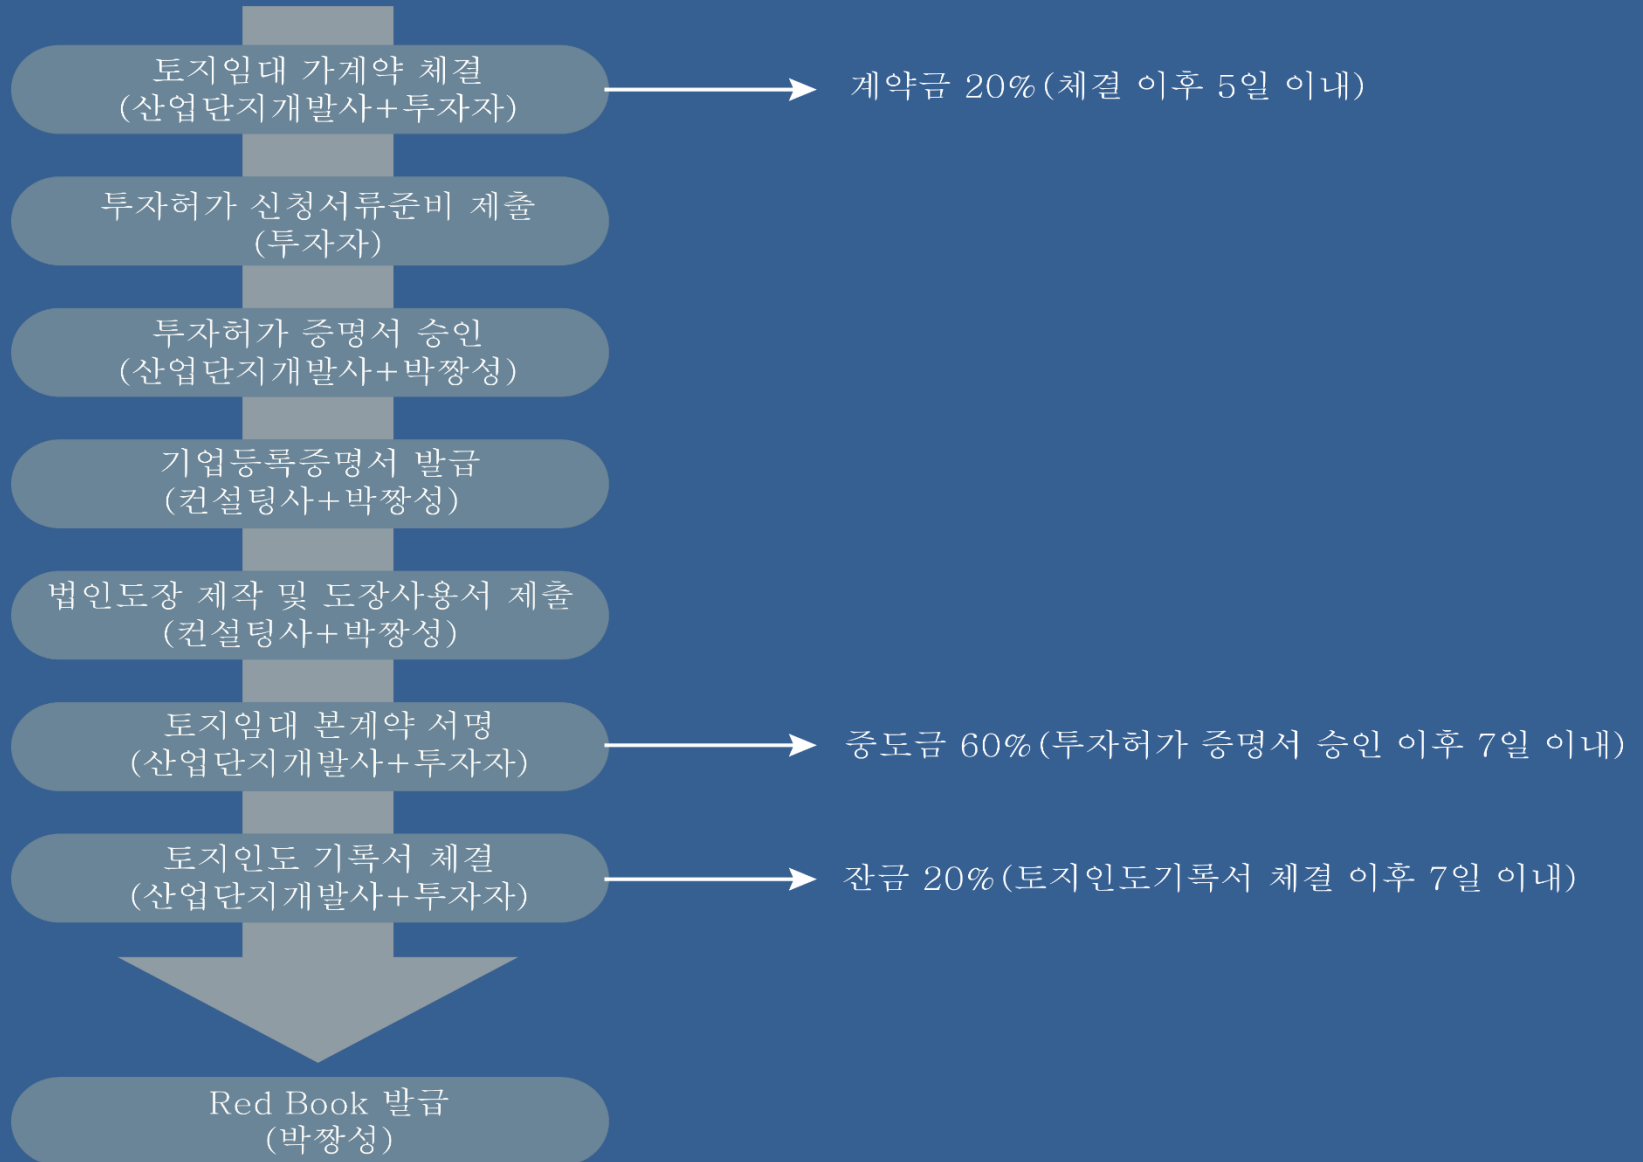 토지임대 가계약 체결
(산업단지개발사+투자자)
계약금 20%(체결 이후 5일 이내)
투자허가 신청서류준비 제출
(투자자)
투자허가 증명서 승인
(산업단지개발사+박짱성)
기업등록증명서 발급
(컨설팅사+박짱성)
법인도장 제작 및 도장사용서 제출
(컨설팅사+박짱성)
토지임대 본계약 서명
(산업단지개발사+투자자)
중도금 60%(투자허가 증명서 승인 이후 7일 이내)
토지인도 기록서 체결
(산업단지개발사+투자자)
잔금 20%(토지인도기록서 체결 이후 7일 이내)
Red Book 발급
(박짱성)